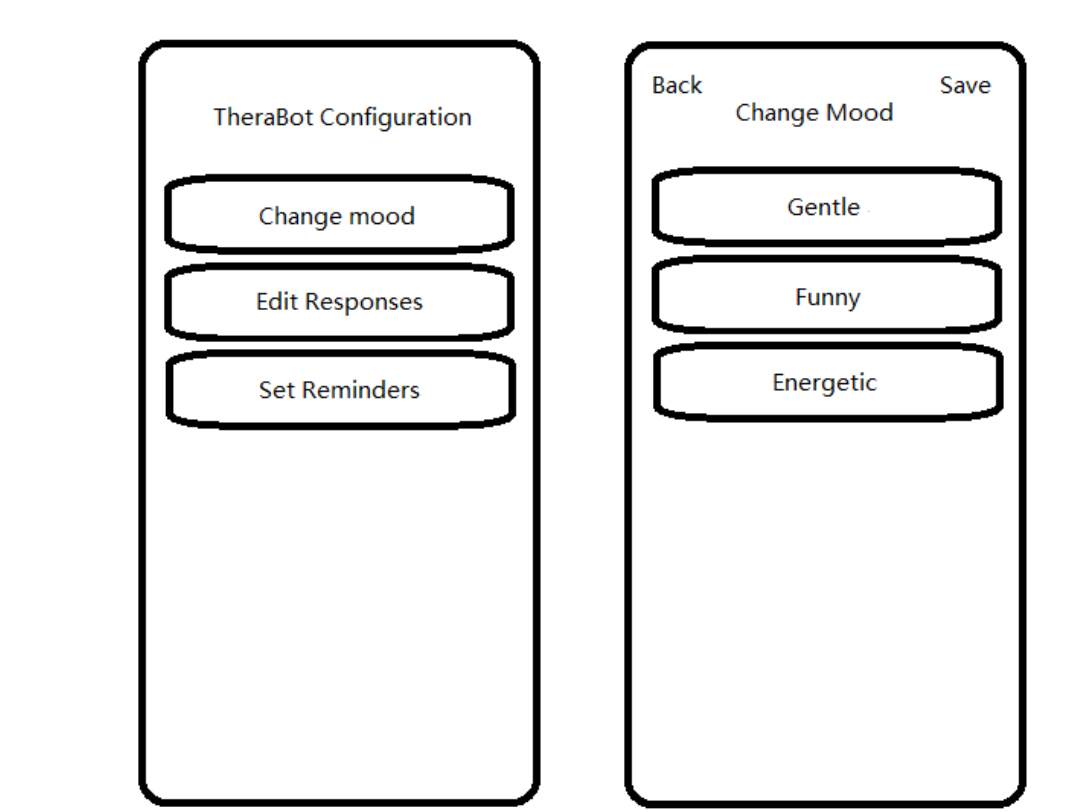 TheraBot Configuration
Change mood
Edit Responses
Set Reminders
Back
Save
Change Mood
Gentle
Funny
Energetic